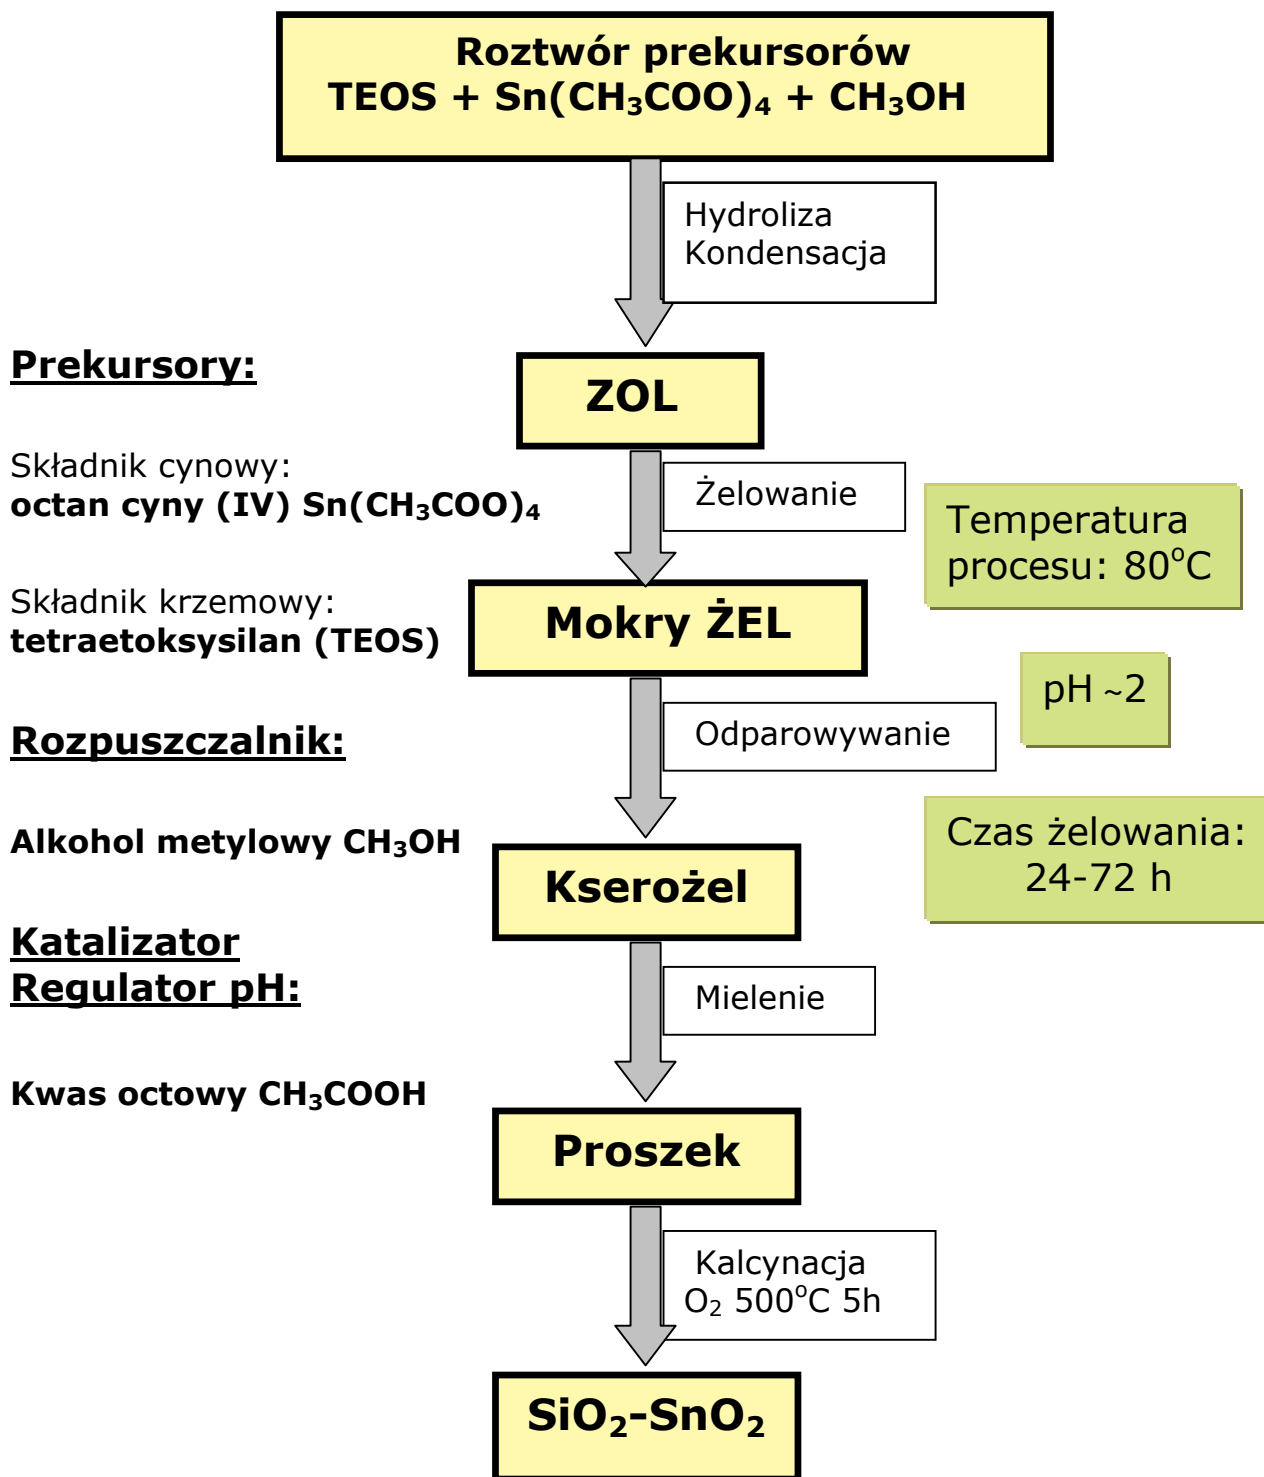 Roztwór prekursorów
TEOS + Sn(CH₃COO)₄ + CH₃OH
Hydroliza
Kondensacja
Prekursory:
ZOL
Składnik cynowy:
octan cyny (IV) Sn(CH₃COO)₄
Żelowanie
Temperatura
procesu: 80°C
Składnik krzemowy:
tetraetoksysilan (TEOS)
Mokry ŻEL
pH ~2
Rozpuszczalnik:
Odparowywanie
Alkohol metylowy CH₃OH
Czas żelowania:
24-72 h
Kserożel
Katalizator
Regulator pH:
Mielenie
Kwas octowy CH₃COOH
Proszek
Kalcynacja
O₂ 500°C 5h
SiO₂-SnO₂